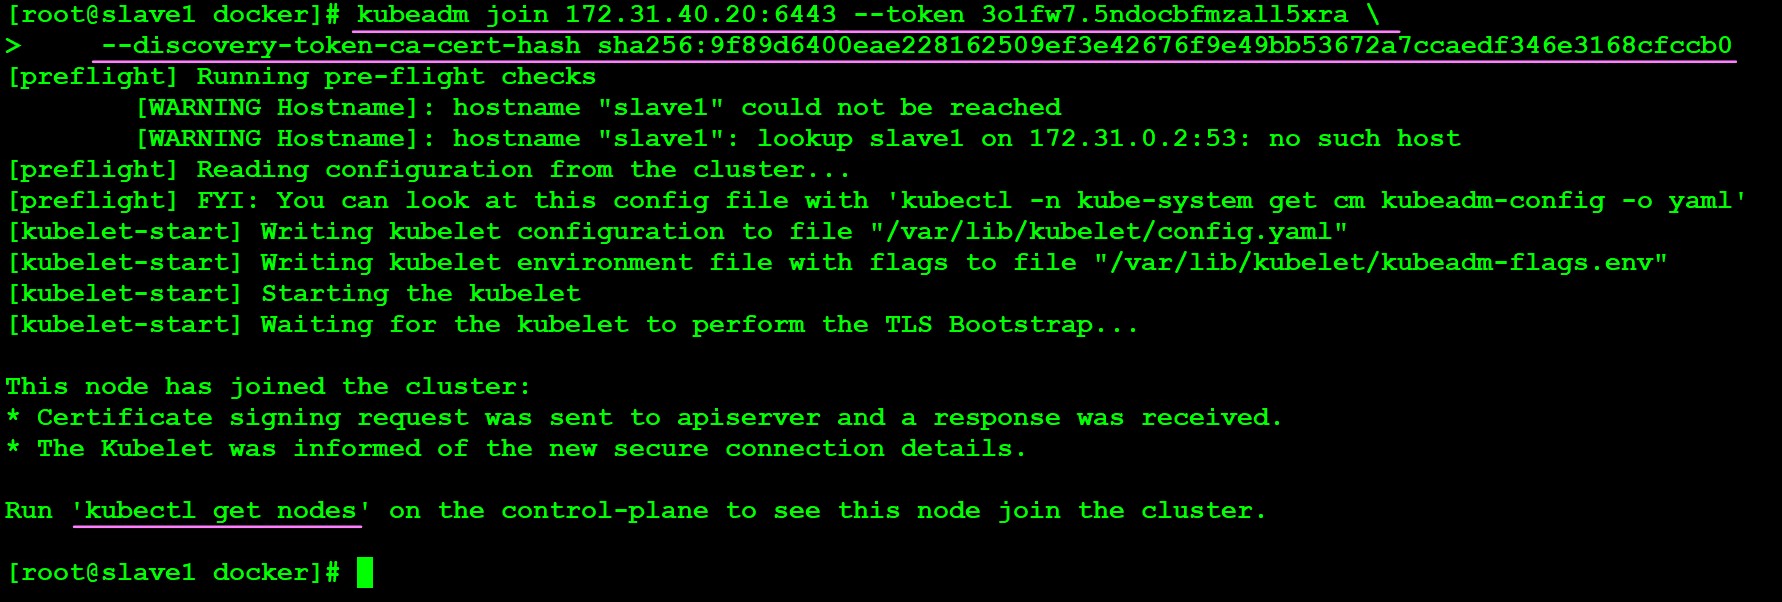 [root@slave1 docker]# kubeadm join 172.31.40.20:6443 --token 3o1fw7.5ndocbfmzall5xra \
>     --discovery-token-ca-cert-hash sha256:9f89d6400eae228162509ef3e42676f9e49bb53672a7ccaedf346e3168cfccb0
[preflight] Running pre-flight checks
        [WARNING Hostname]: hostname "slave1" could not be reached
        [WARNING Hostname]: hostname "slave1": lookup slave1 on 172.31.0.2:53: no such host
[preflight] Reading configuration from the cluster...
[preflight] FYI: You can look at this config file with 'kubectl -n kube-system get cm kubeadm-config -o yaml'
[kubelet-start] Writing kubelet configuration to file "/var/lib/kubelet/config.yaml"
[kubelet-start] Writing kubelet environment file with flags to file "/var/lib/kubelet/kubeadm-flags.env"
[kubelet-start] Starting the kubelet
[kubelet-start] Waiting for the kubelet to perform the TLS Bootstrap...

This node has joined the cluster:
* Certificate signing request was sent to apiserver and a response was received.
* The Kubelet was informed of the new secure connection details.

Run 'kubectl get nodes' on the control-plane to see this node join the cluster.

[root@slave1 docker]#